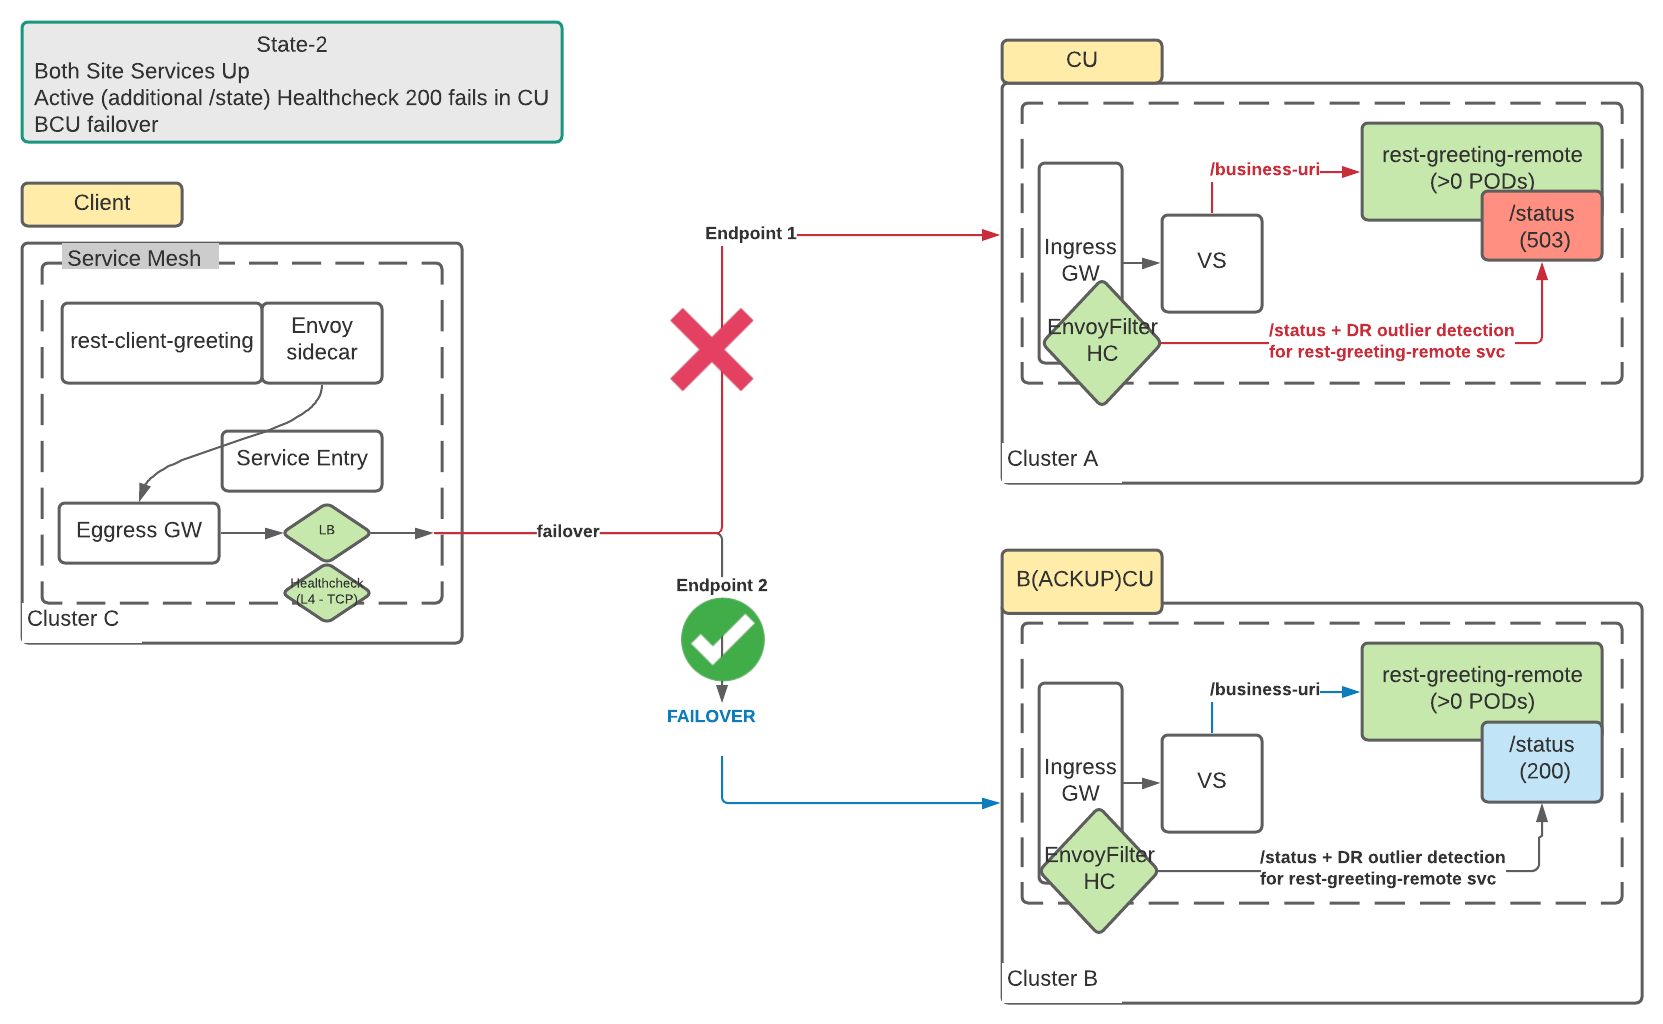 State-2
Both Site Services Up
Active (additional /state) Healthcheck 200 fails in CU
BCU failover
Client
Service Mesh
rest-client-greeting
Envoy
sidecar
Service Entry
Eggress GW
LB
Healthcheck
(L4 - TCP)
Cluster C
failover
Endpoint 1
Endpoint 2
FAILOVER
CU
Ingress
GW
EnvoyFilter
HC
VS
/business-uri
rest-greeting-remote
(>0 PODs)
/status
(503)
/status + DR outlier detection
for rest-greeting-remote svc
Cluster A
B(ACKUP)CU
Ingress
GW
EnvoyFilter
HC
VS
/business-uri
rest-greeting-remote
(>0 PODs)
/status
(200)
/status + DR outlier detection
for rest-greeting-remote svc
Cluster B